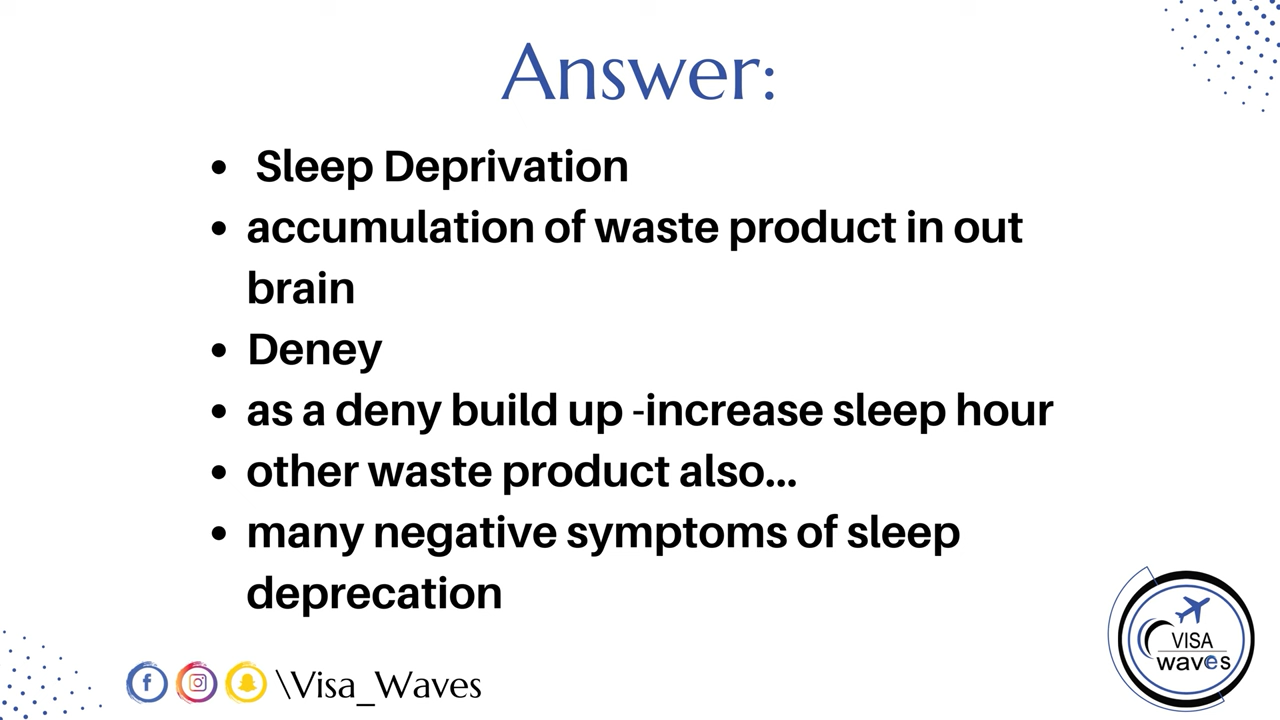 Answer:
• Sleep Deprivation
• accumulation of waste product in out
brain
• Deney
• as a deny build up -increase sleep hour
• other waste product also...
• many negative symptoms of sleep
deprecation
\Visa_Waves
VISA
waves